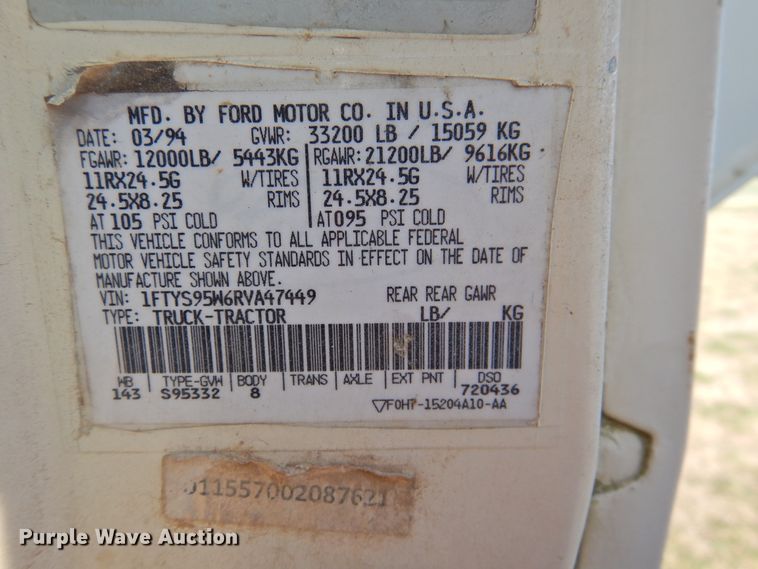 MFD. BY FORD MOTOR CO. IN U.S.A.
DATE: 03/94 GVWR: 33200 LB / 15059 KG
FGAWR: 12000LB/ 5443KG RGAWR: 21200LB/ 9616KG
11RX24.5G W/TIRES 11RX24.5G W/TIRES
24.5X8.25 RIMS 24.5X8.25 RIMS
AT 105 PSI COLD AT 095 PSI COLD
THIS VEHICLE CONFORMS TO ALL APPLICABLE FEDERAL
MOTOR VEHICLE SAFETY STANDARDS IN EFFECT ON THE DATE OF
MANUFACTURE SHOWN ABOVE.
VIN: 1FTYS95W6RVA47449 REAR REAR GAWR
TYPE: TRUCK-TRACTOR LB/ KG
WB TYPE-GVW BODY TRANS AXLE EXT PNT DSO
143 S95332 8 720436
▽F0HT-15204A10-AA
011557002087621
Purple Wave Auction